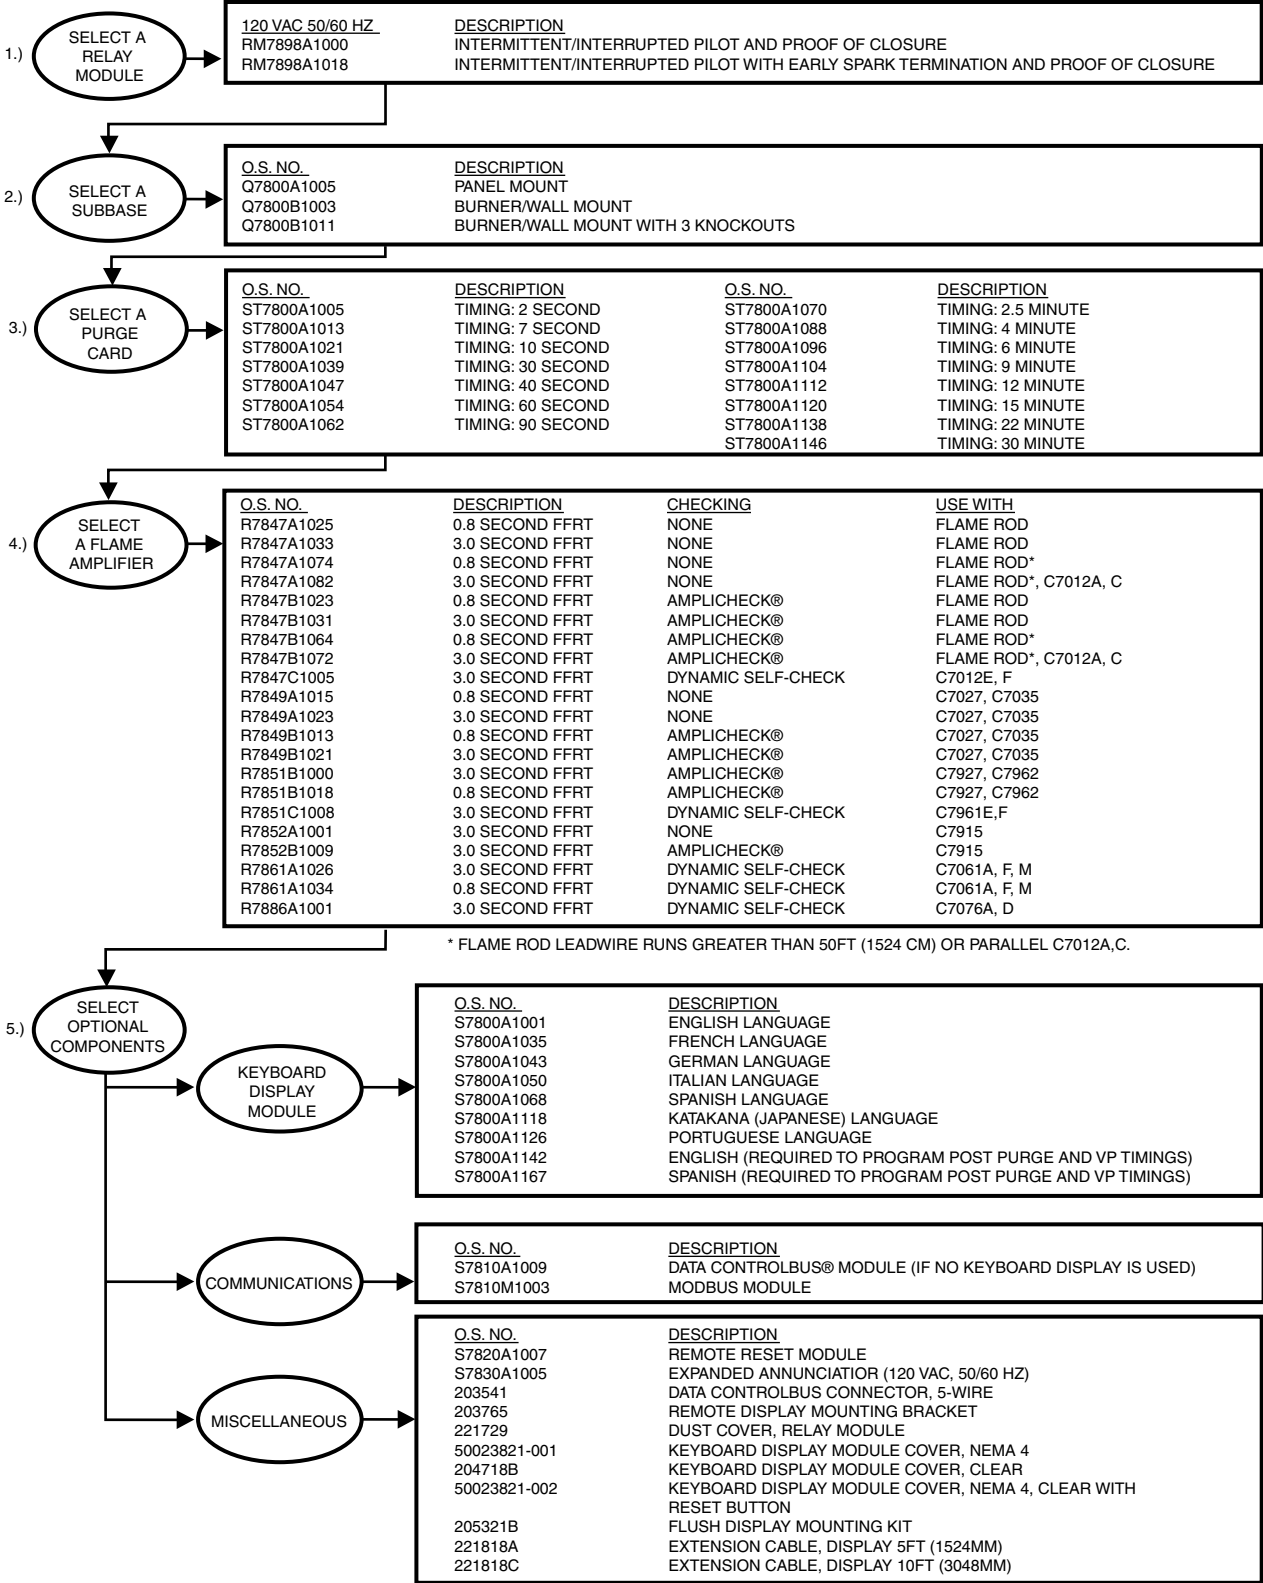 1.) SELECT A RELAY MODULE
120 VAC 50/60 HZ DESCRIPTION
RM7898A1000 INTERMITTENT/INTERRUPTED PILOT AND PROOF OF CLOSURE
RM7898A1018 INTERMITTENT/INTERRUPTED PILOT WITH EARLY SPARK TERMINATION AND PROOF OF CLOSURE
2.) SELECT A SUBBASE
O.S. NO. DESCRIPTION
Q7800A1005 PANEL MOUNT
Q7800B1003 BURNER/WALL MOUNT
Q7800B1011 BURNER/WALL MOUNT WITH 3 KNOCKOUTS
3.) SELECT A PURGE CARD
O.S. NO. DESCRIPTION O.S. NO. DESCRIPTION
ST7800A1005 TIMING: 2 SECOND ST7800A1070 TIMING: 2.5 MINUTE
ST7800A1013 TIMING: 7 SECOND ST7800A1088 TIMING: 4 MINUTE
ST7800A1021 TIMING: 10 SECOND ST7800A1096 TIMING: 6 MINUTE
ST7800A1039 TIMING: 30 SECOND ST7800A1104 TIMING: 9 MINUTE
ST7800A1047 TIMING: 40 SECOND ST7800A1112 TIMING: 12 MINUTE
ST7800A1054 TIMING: 60 SECOND ST7800A1120 TIMING: 15 MINUTE
ST7800A1062 TIMING: 90 SECOND ST7800A1138 TIMING: 22 MINUTE
ST7800A1146 TIMING: 30 MINUTE
4.) SELECT A FLAME AMPLIFIER
O.S. NO. DESCRIPTION CHECKING USE WITH
R7847A1025 0.8 SECOND FFRT NONE FLAME ROD
R7847A1033 3.0 SECOND FFRT NONE FLAME ROD
R7847A1074 0.8 SECOND FFRT NONE FLAME ROD*
R7847A1082 3.0 SECOND FFRT NONE FLAME ROD*, C7012A, C
R7847B1023 0.8 SECOND FFRT AMPLICHECK® FLAME ROD
R7847B1031 3.0 SECOND FFRT AMPLICHECK® FLAME ROD
R7847B1064 0.8 SECOND FFRT AMPLICHECK® FLAME ROD*
R7847B1072 3.0 SECOND FFRT AMPLICHECK® FLAME ROD*, C7012A, C
R7847C1005 3.0 SECOND FFRT DYNAMIC SELF-CHECK C7012E, F
R7849A1015 0.8 SECOND FFRT NONE C7027, C7035
R7849A1023 3.0 SECOND FFRT NONE C7027, C7035
R7849B1013 0.8 SECOND FFRT AMPLICHECK® C7027, C7035
R7849B1021 3.0 SECOND FFRT AMPLICHECK® C7027, C7035
R7851B1000 3.0 SECOND FFRT AMPLICHECK® C7927, C7962
R7851B1018 0.8 SECOND FFRT AMPLICHECK® C7927, C7962
R7851C1008 3.0 SECOND FFRT DYNAMIC SELF-CHECK C7961E,F
R7852A1001 3.0 SECOND FFRT NONE C7915
R7852B1009 3.0 SECOND FFRT AMPLICHECK® C7915
R7861A1026 3.0 SECOND FFRT DYNAMIC SELF-CHECK C7061A, F, M
R7861A1034 0.8 SECOND FFRT DYNAMIC SELF-CHECK C7061A, F, M
R7886A1001 3.0 SECOND FFRT DYNAMIC SELF-CHECK C7076A, D
* FLAME ROD LEADWIRE RUNS GREATER THAN 50FT (1524 CM) OR PARALLEL C7012A,C.
5.) SELECT OPTIONAL COMPONENTS
KEYBOARD DISPLAY MODULE
O.S. NO. DESCRIPTION
S7800A1001 ENGLISH LANGUAGE
S7800A1035 FRENCH LANGUAGE
S7800A1043 GERMAN LANGUAGE
S7800A1050 ITALIAN LANGUAGE
S7800A1068 SPANISH LANGUAGE
S7800A1118 KATAKANA (JAPANESE) LANGUAGE
S7800A1126 PORTUGUESE LANGUAGE
S7800A1142 ENGLISH (REQUIRED TO PROGRAM POST PURGE AND VP TIMINGS)
S7800A1167 SPANISH (REQUIRED TO PROGRAM POST PURGE AND VP TIMINGS)
COMMUNICATIONS
O.S. NO. DESCRIPTION
S7810A1009 DATA CONTROLBUS® MODULE (IF NO KEYBOARD DISPLAY IS USED)
S7810M1003 MODBUS MODULE
MISCELLANEOUS
O.S. NO. DESCRIPTION
S7820A1007 REMOTE RESET MODULE
S7830A1005 EXPANDED ANNUNCIATIOR (120 VAC, 50/60 HZ)
203541 DATA CONTROLBUS CONNECTOR, 5-WIRE
203765 REMOTE DISPLAY MOUNTING BRACKET
221729 DUST COVER, RELAY MODULE
50023821-001 KEYBOARD DISPLAY MODULE COVER, NEMA 4
204718B KEYBOARD DISPLAY MODULE COVER, CLEAR
50023821-002 KEYBOARD DISPLAY MODULE COVER, NEMA 4, CLEAR WITH
RESET BUTTON
205321B FLUSH DISPLAY MOUNTING KIT
221818A EXTENSION CABLE, DISPLAY 5FT (1524MM)
221818C EXTENSION CABLE, DISPLAY 10FT (3048MM)